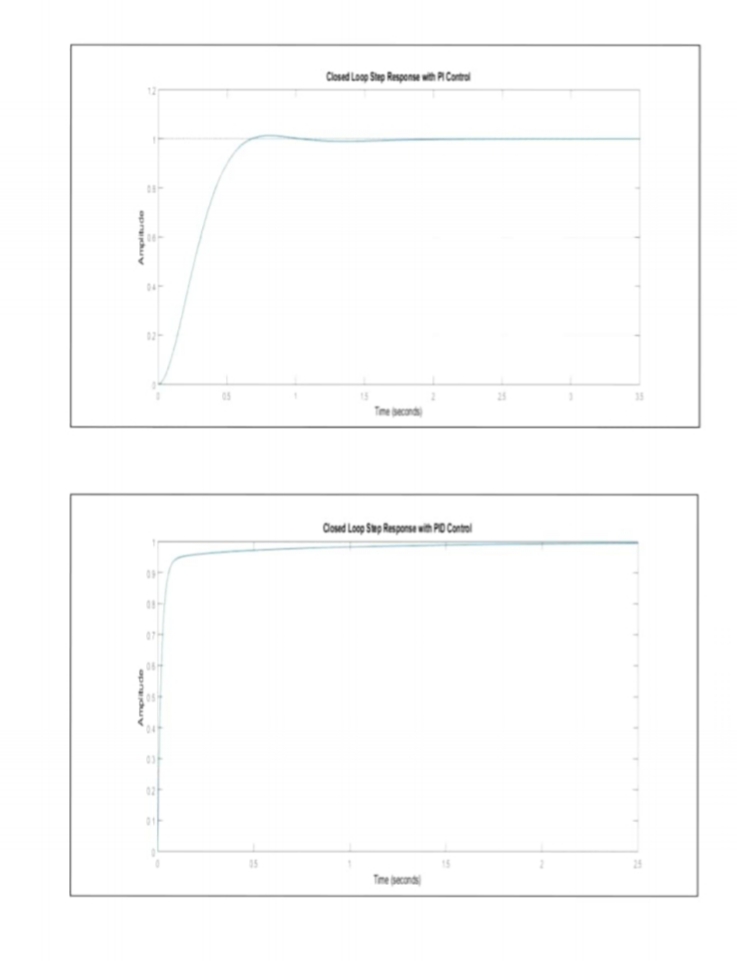 Closed Loop Step Response with PI Control
1.2
1
0.8
0.6
0.4
0.2
0
Amplitude
0 0.5 1 1.5 2 2.5 3 3.5
Time (seconds)
Closed Loop Step Response with PID Control
1
0.9
0.8
0.7
0.6
0.5
0.4
0.3
0.2
0.1
0
Amplitude
0 0.5 1 1.5 2 2.5
Time (seconds)